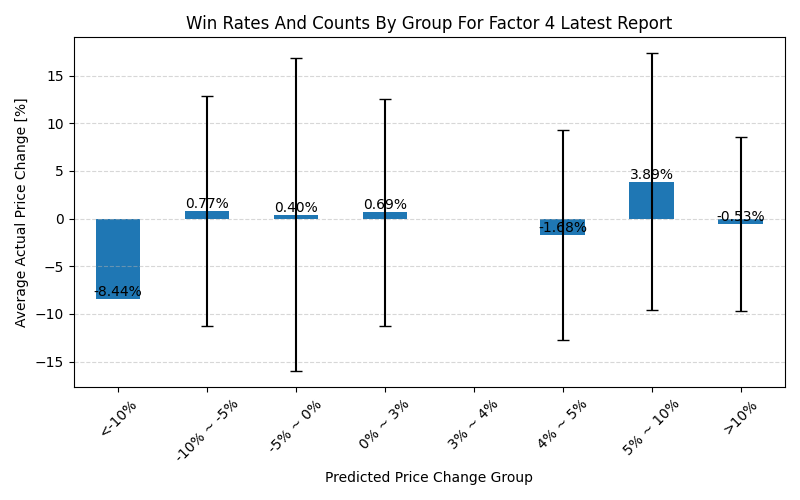 Win Rates And Counts By Group For Factor 4 Latest Report
Average Actual Price Change [%]
15
10
5
0
−5
−10
−15
-8.44%
0.77%
0.40%
0.69%
-1.68%
3.89%
-0.53%
<-10%
-10% ~ -5%
-5% ~ 0%
0% ~ 3%
3% ~ 4%
4% ~ 5%
5% ~ 10%
>10%
Predicted Price Change Group